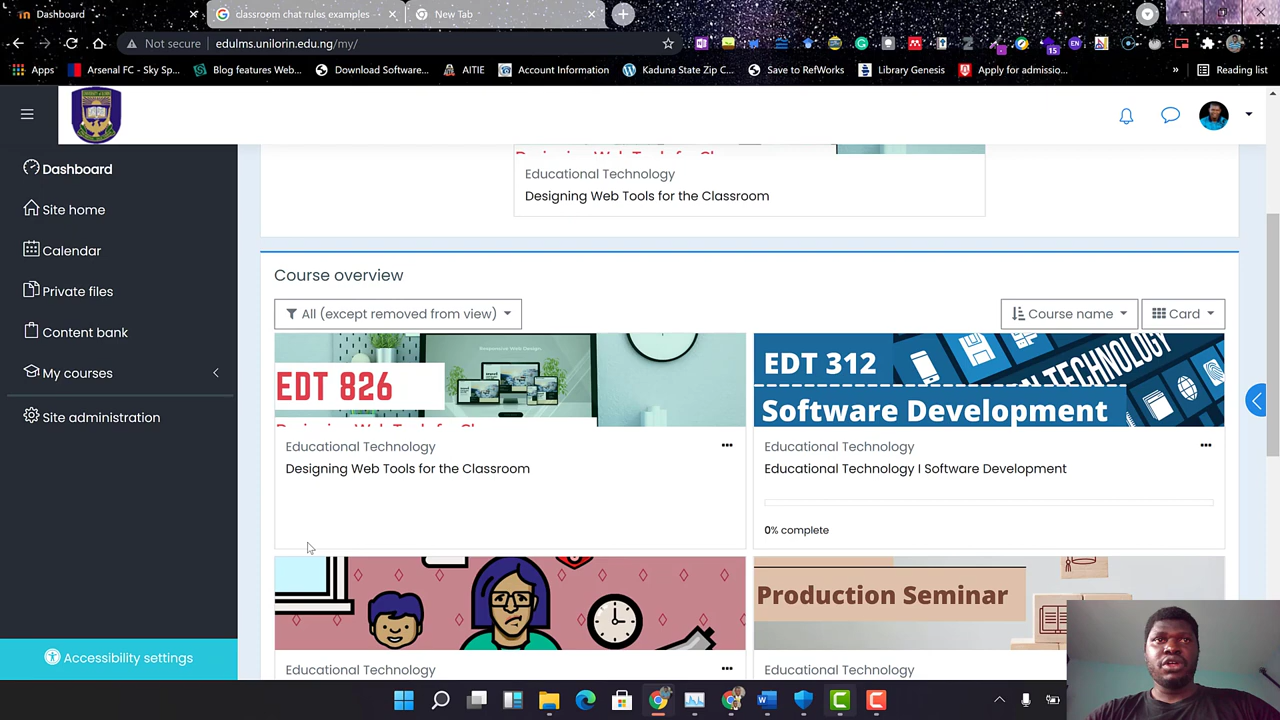 Dashboard
classroom chat rules examples
New Tab
Not secure
edulms.unilorin.edu.ng/my/
Apps
Arsenal FC - Sky Sp...
Blog features Web...
Download Software...
AITIE
Account Information
Kaduna State Zip C...
Save to RefWorks
Library Genesis
Apply for admissio...
»
Reading list
Educational Technology
Designing Web Tools for the Classroom
Dashboard
Site home
Calendar
Private files
Content bank
My courses
Site administration
Accessibility settings
Course overview
All (except removed from view)
Course name
Card
EDT 826
Responsive Web Design
Educational Technology
Designing Web Tools for the Classroom
EDT 312
Software Development
Educational Technology
Educational Technology I Software Development
0% complete
Educational Technology
Production Seminar
Educational Technology